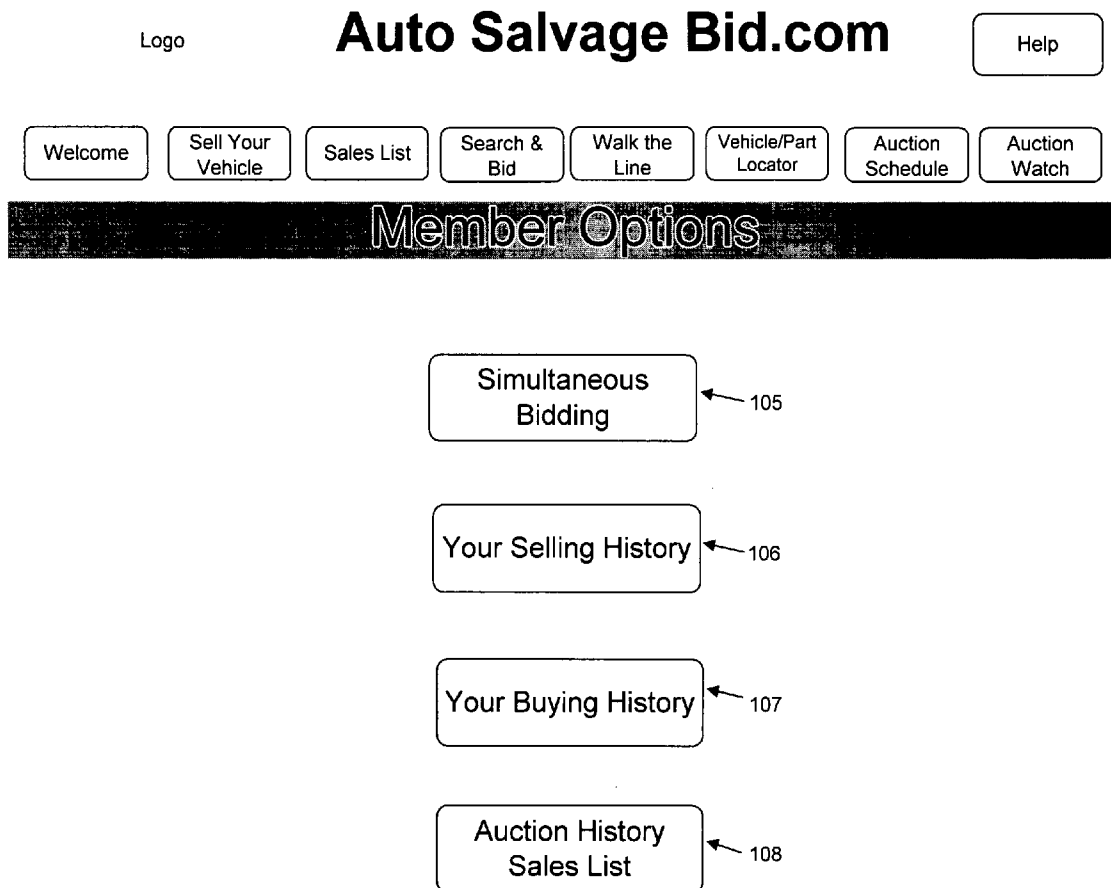 Logo
Auto Salvage Bid.com
Help
Welcome
Sell Your
Vehicle
Sales List
Search &
Bid
Walk the
Line
Vehicle/Part
Locator
Auction
Schedule
Auction
Watch
Member Options
Simultaneous
Bidding
105
Your Selling History
106
Your Buying History
107
Auction History
Sales List
108